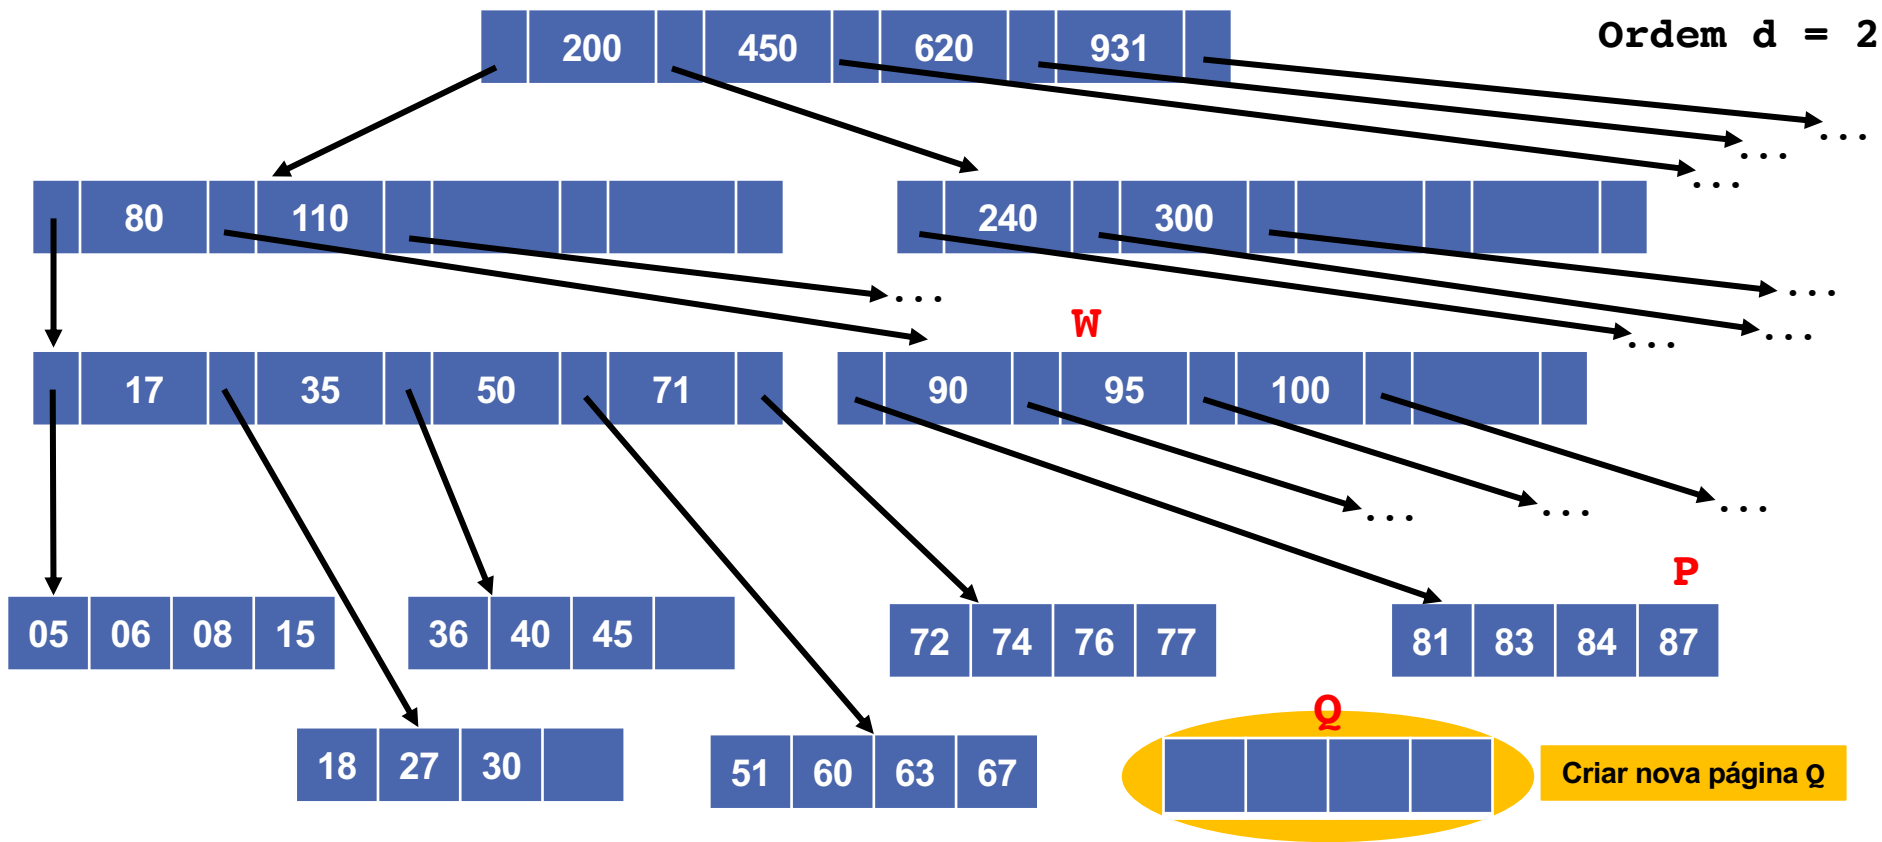 Ordem d = 2
200 450 620 931
...
...
...
80 110
240 300
...
...
...
...
W
17 35 50 71
90 95 100
...
...
...
P
05 06 08 15
36 40 45
72 74 76 77
81 83 84 87
Q
18 27 30
51 60 63 67
Criar nova página Q